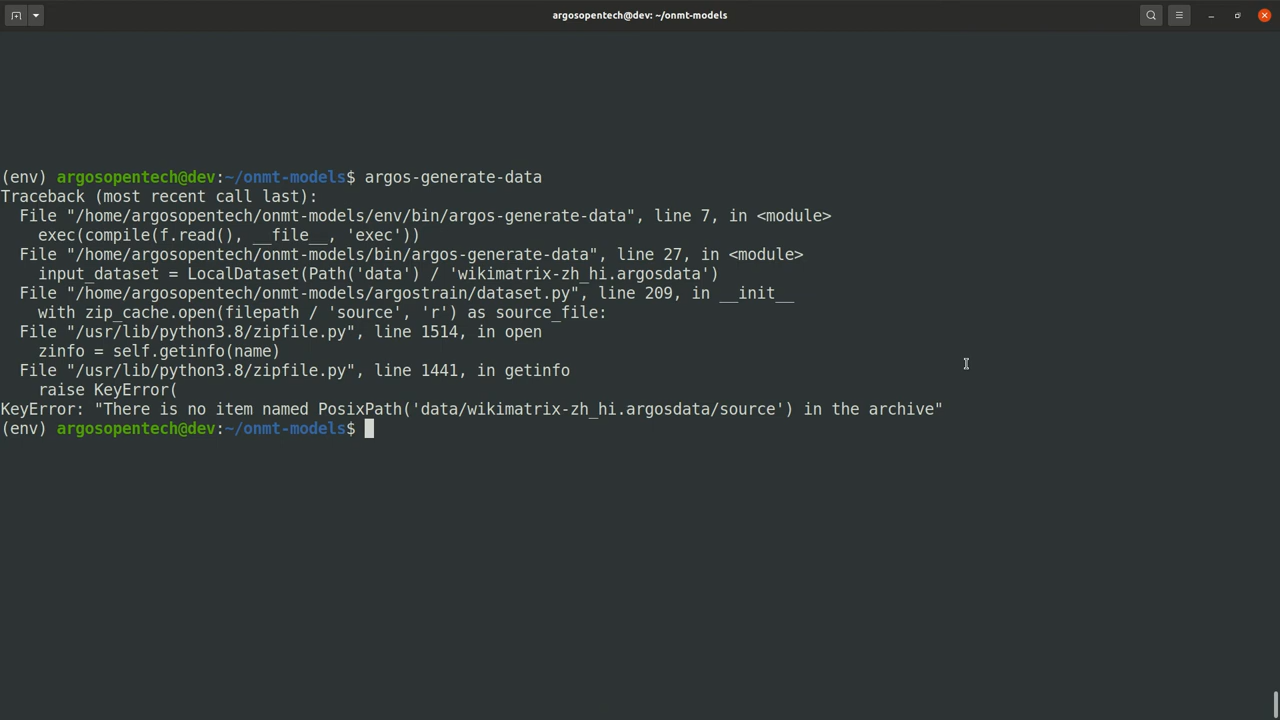 argosopentech@dev: ~/onmt-models
(env) argosopentech@dev:~/onmt-models$ argos-generate-data
Traceback (most recent call last):
  File "/home/argosopentech/onmt-models/env/bin/argos-generate-data", line 7, in <module>
    exec(compile(f.read(), __file__, 'exec'))
  File "/home/argosopentech/onmt-models/bin/argos-generate-data", line 27, in <module>
    input_dataset = LocalDataset(Path('data') / 'wikimatrix-zh_hi.argosdata')
  File "/home/argosopentech/onmt-models/argostrain/dataset.py", line 209, in __init__
    with zip_cache.open(filepath / 'source', 'r') as source_file:
  File "/usr/lib/python3.8/zipfile.py", line 1514, in open
    zinfo = self.getinfo(name)
  File "/usr/lib/python3.8/zipfile.py", line 1441, in getinfo
    raise KeyError(
KeyError: "There is no item named PosixPath('data/wikimatrix-zh_hi.argosdata/source') in the archive"
(env) argosopentech@dev:~/onmt-models$